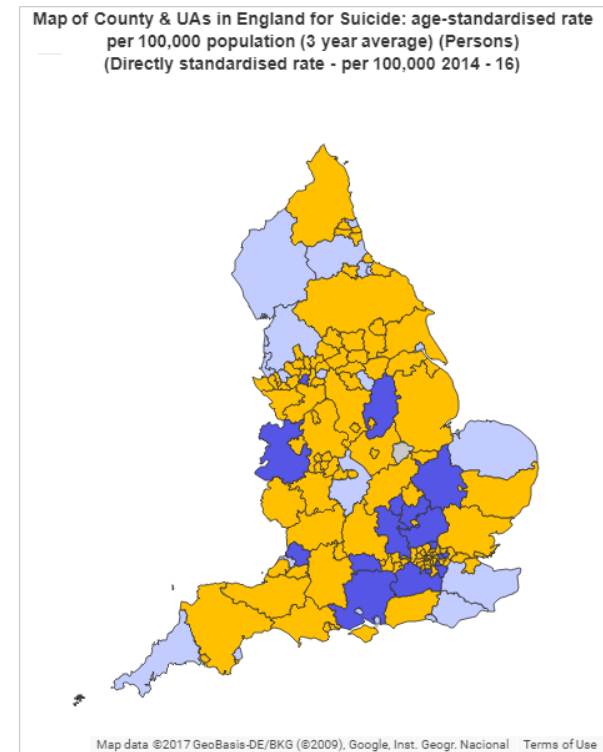 Map of County & UAs in England for Suicide: age-standardised rate
per 100,000 population (3 year average) (Persons)
(Directly standardised rate - per 100,000 2014 - 16)
Map data ©2017 GeoBasis-DE/BKG (©2009), Google, Inst. Geogr. Nacional Terms of Use